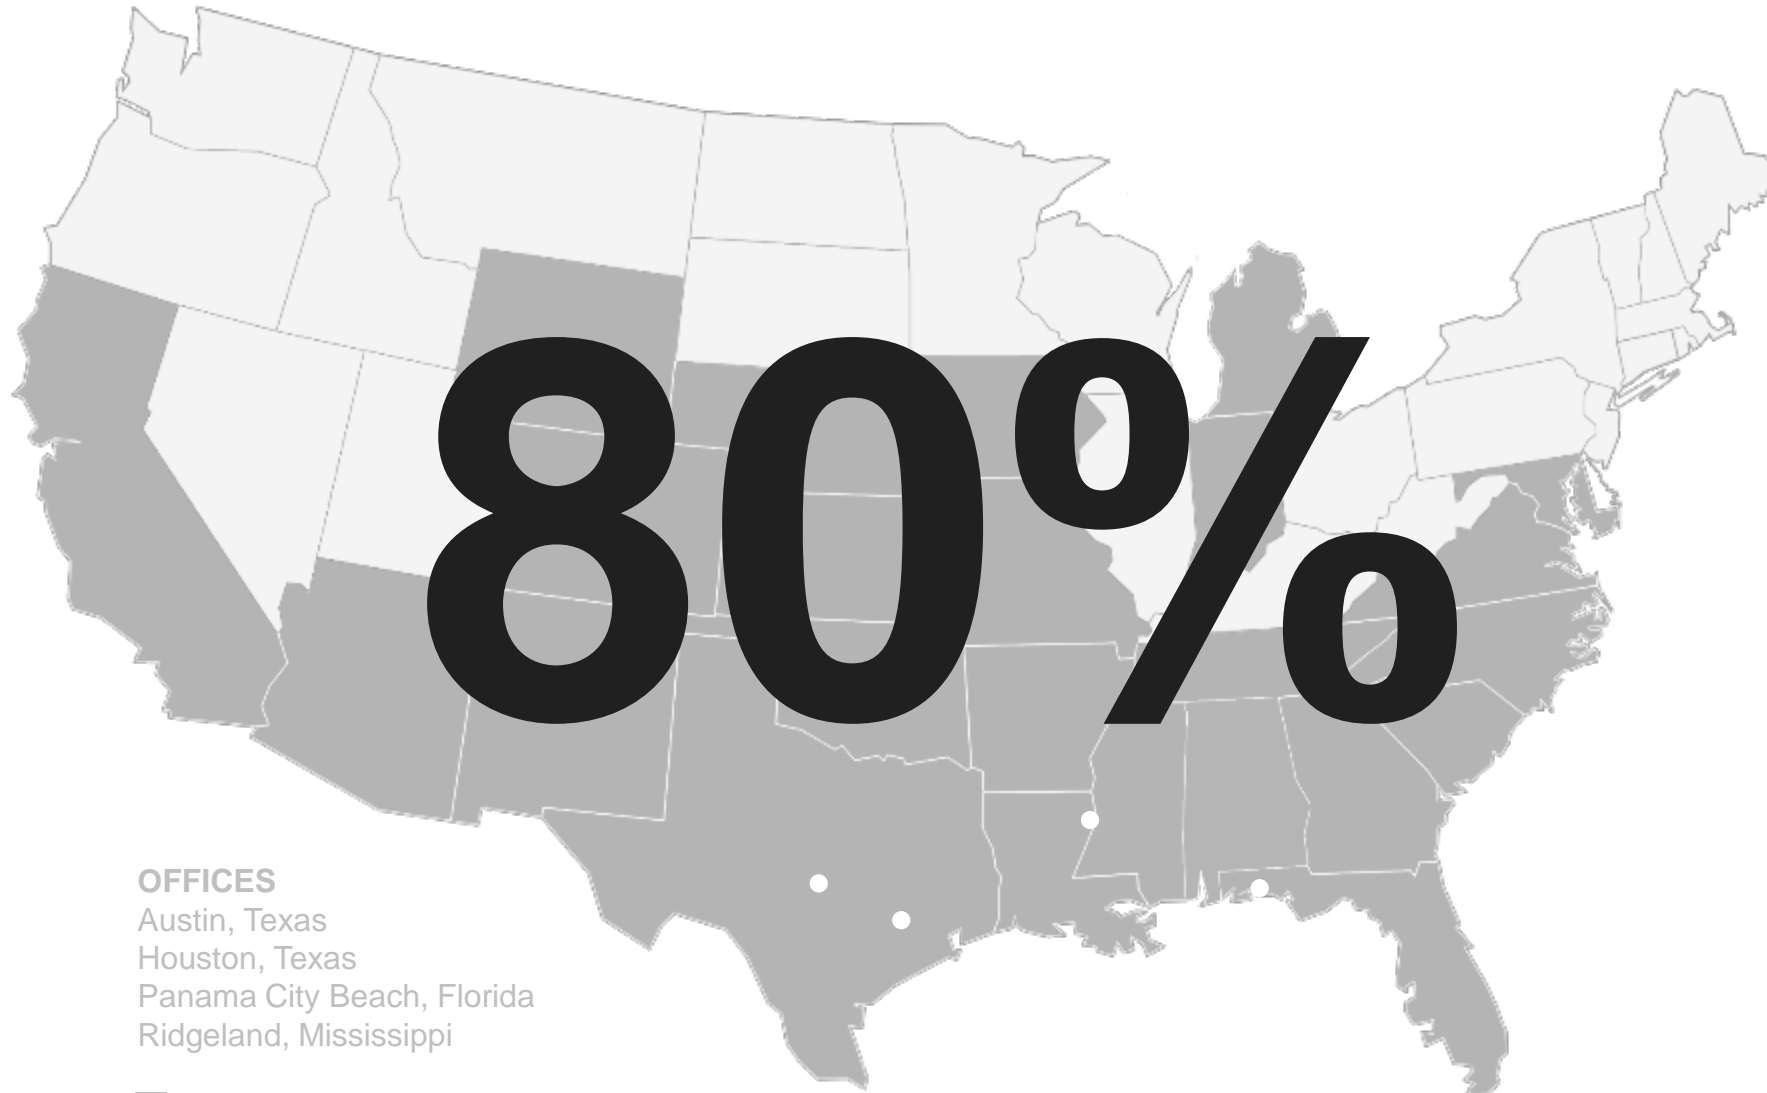 80%
OFFICES
Austin, Texas
Houston, Texas
Panama City Beach, Florida
Ridgeland, Mississippi